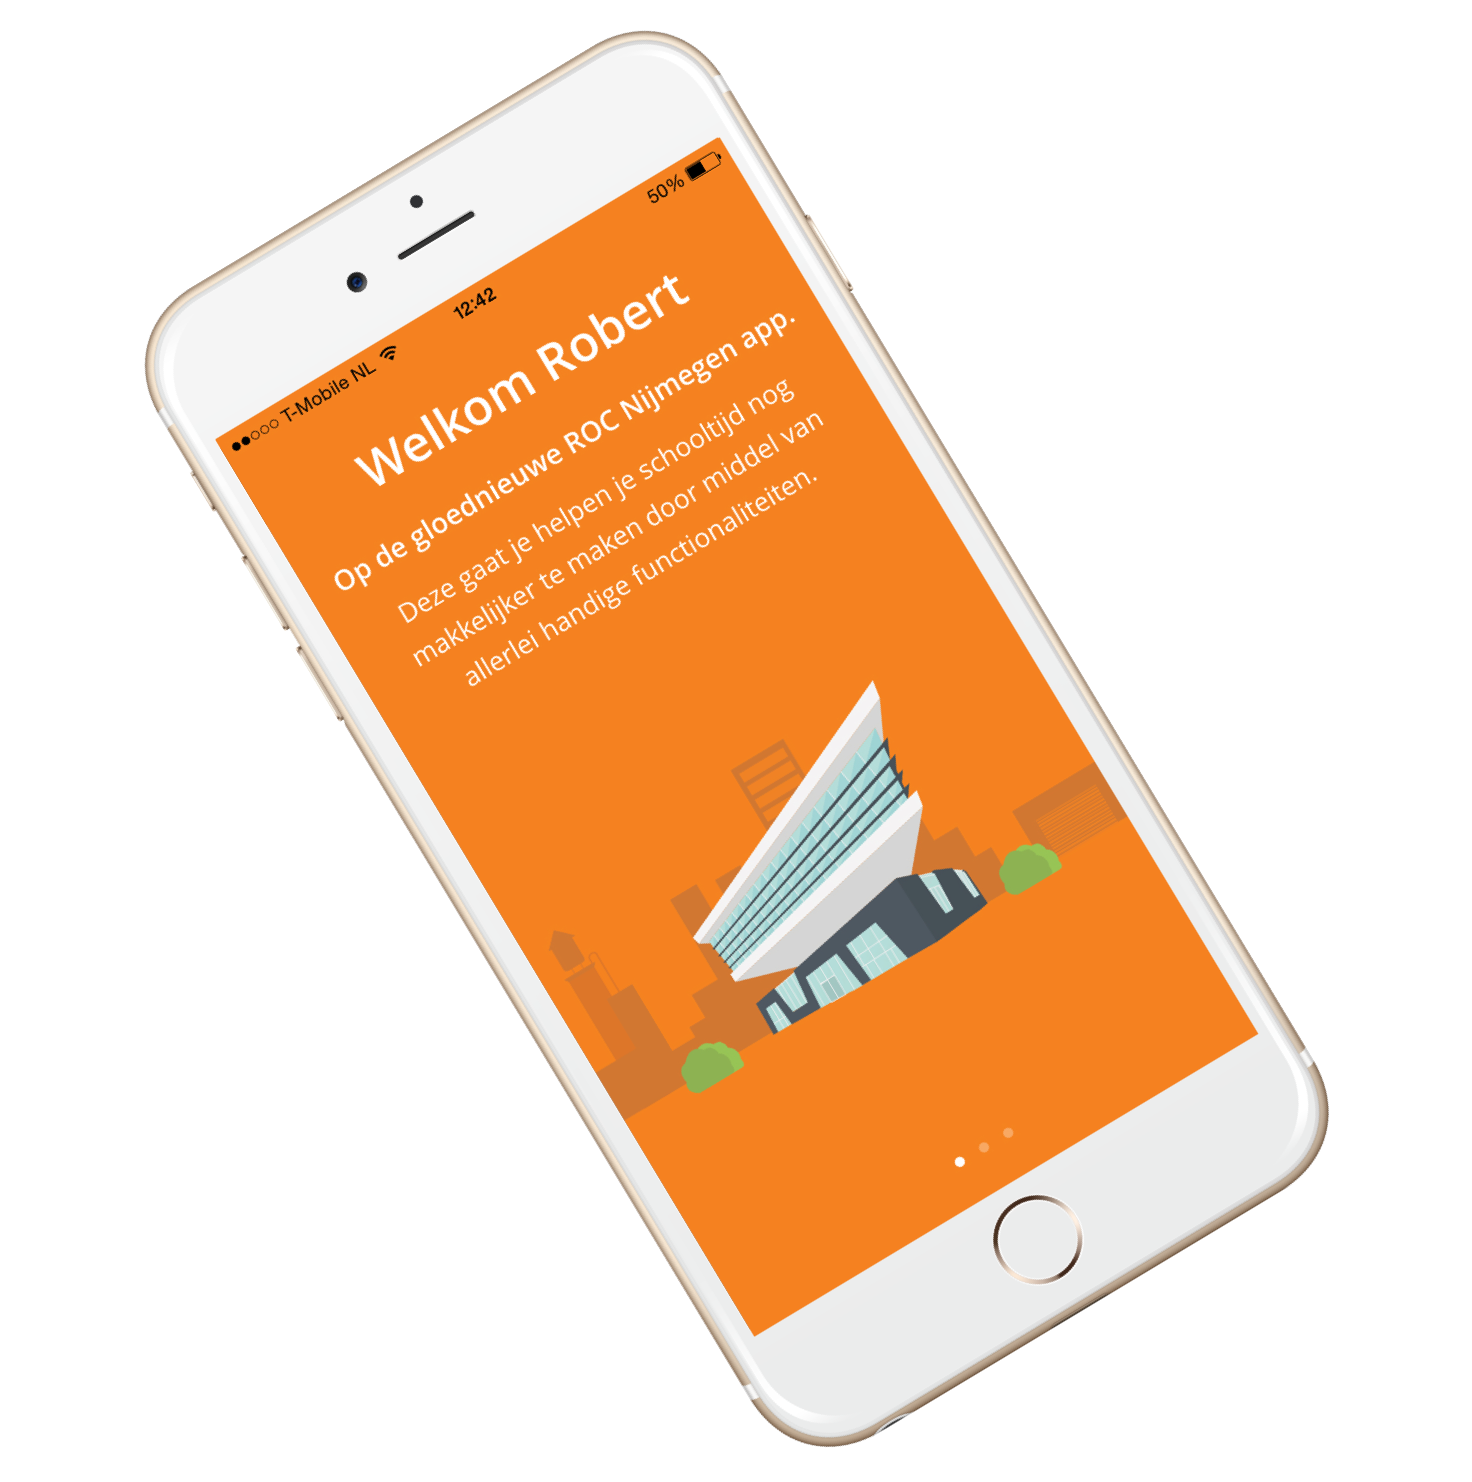 T-Mobile NL 12:42 50%
Welkom Robert
Op de gloednieuwe ROC Nijmegen app.
Deze gaat je helpen je schooltijd nog
makkelijker te maken door middel van
allerlei handige functionaliteiten.